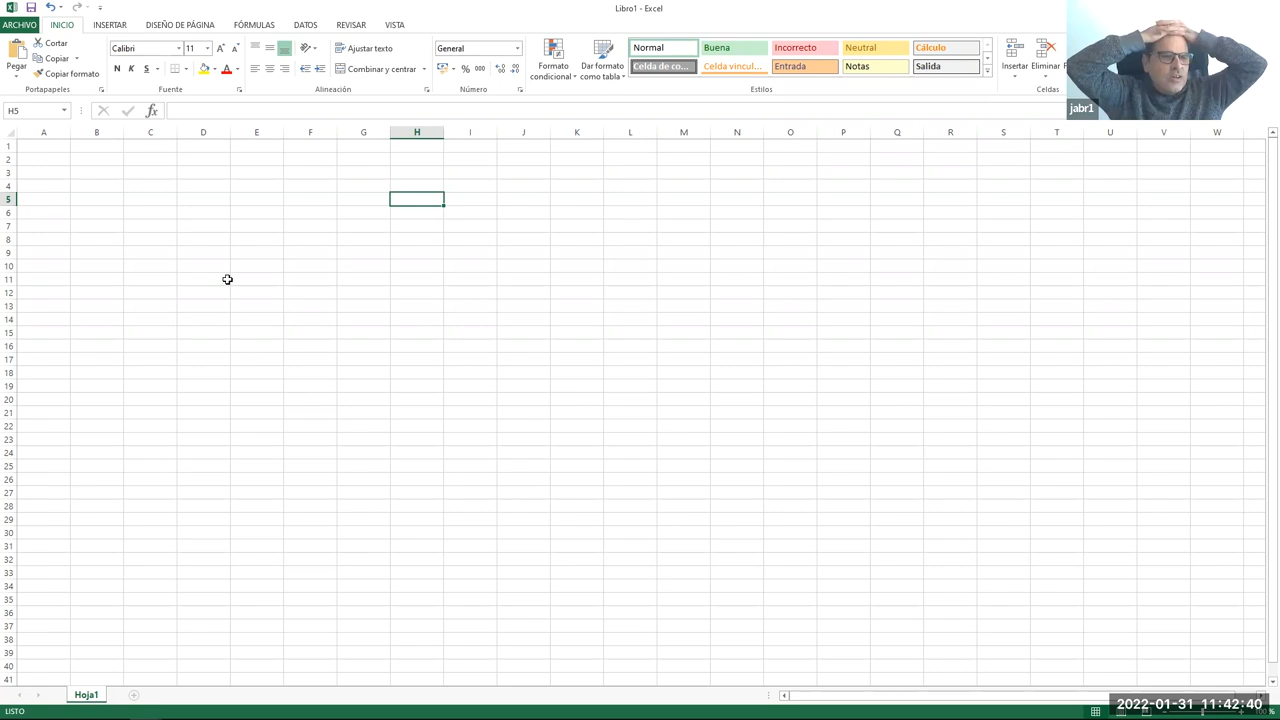 Libro1 - Excel
ARCHIVO INICIO INSERTAR DISEÑO DE PÁGINA FÓRMULAS DATOS REVISAR VISTA
Pegar
Cortar
Copiar
Copiar formato
Portapapeles
Calibri 11
N K S
Fuente
Ajustar texto
Combinar y centrar
Alineación
General
% 000
Número
Formato condicional
Dar formato como tabla
Normal Buena Incorrecto Neutral Cálculo
Celda de co... Celda vincul... Entrada Notas Salida
Estilos
Insertar Eliminar
Celdas
jabr1
H5
fx
A B C D E F G H I J K L M N O P Q R S T U V W
1
2
3
4
5
6
7
8
9
10
11
12
13
14
15
16
17
18
19
20
21
22
23
24
25
26
27
28
29
30
31
32
33
34
35
36
37
38
39
40
41
Hoja1
LISTO
2022-01-31 11:42:40